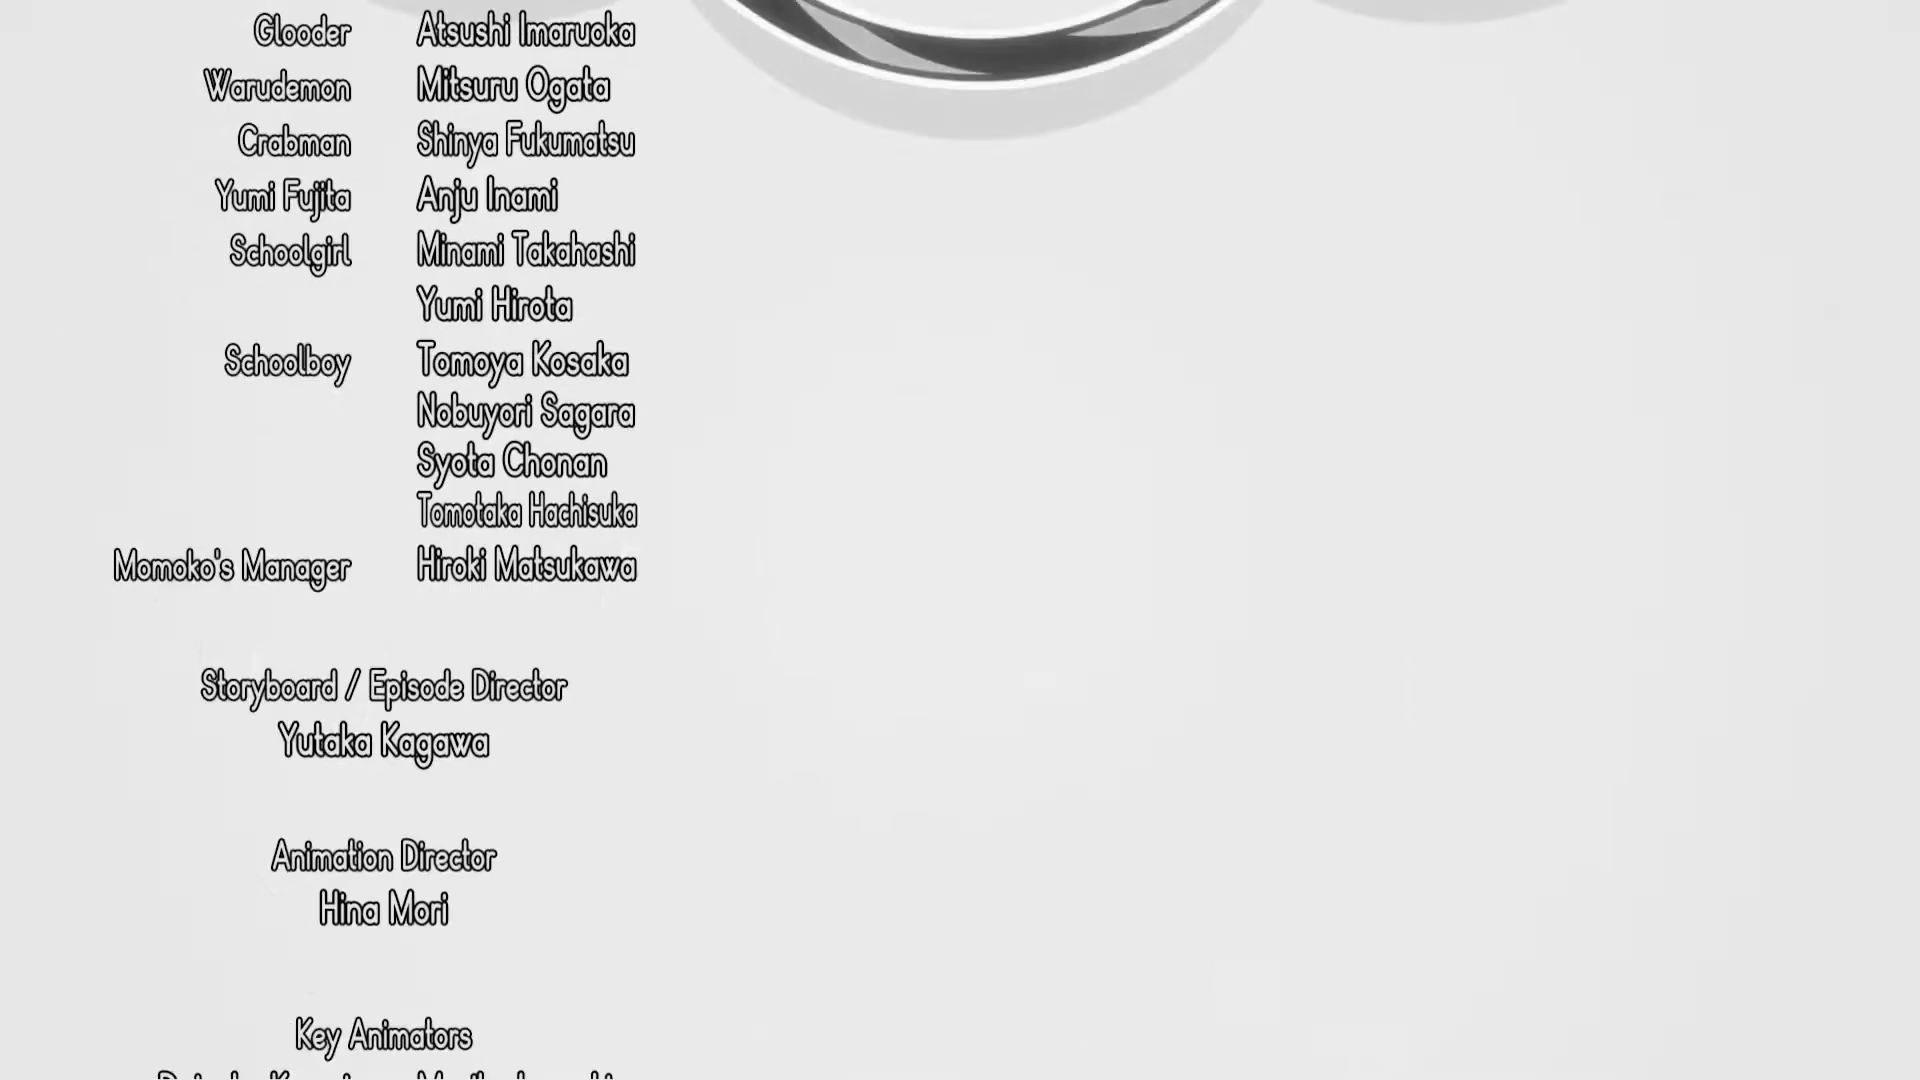 Glooder Atsushi Imaruoka
Warudemon Mitsuru Ogata
Crabman Shinya Fukumatsu
Yumi Fujita Anju Inami
Schoolgirl Minami Takahashi
Yumi Hirota
Schoolboy Tomoya Kosaka
Nobuyori Sagara
Syota Chonan
Tomotaka Hachisuka
Momoko's Manager Hiroki Matsukawa
Storyboard / Episode Director
Yutaka Kagawa
Animation Director
Hina Mori
Key Animators